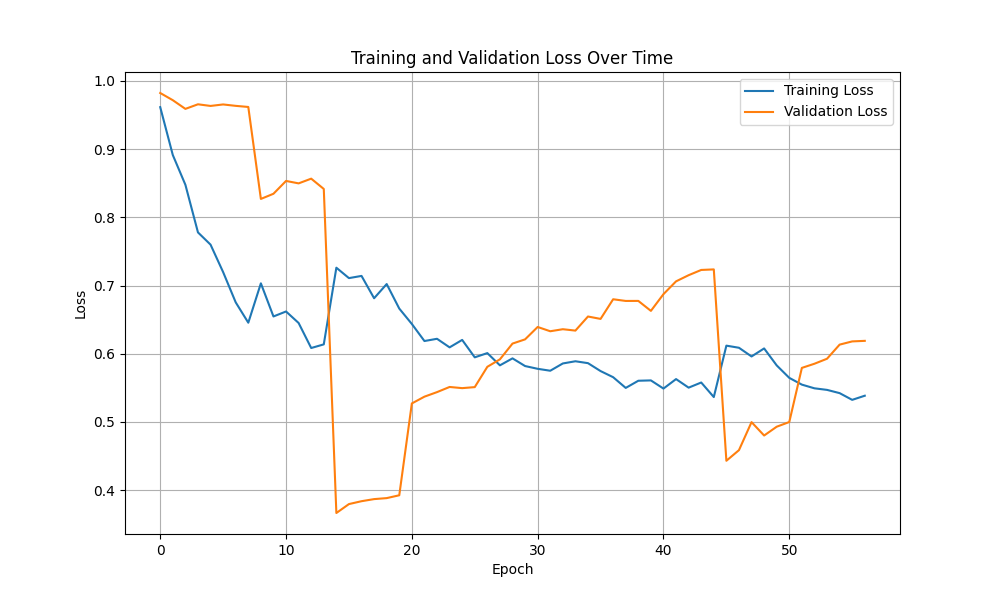 Training and Validation Loss Over Time
Training Loss
Validation Loss
1.0
0.9
0.8
0.7
0.6
0.5
0.4
Loss
0 10 20 30 40 50
Epoch